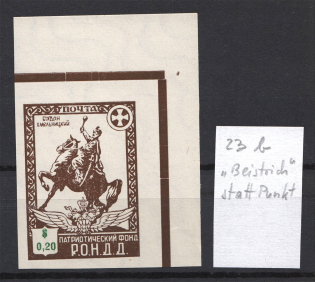 ПОЧТА
БОГДАН
ХМЕЛЬНИЦКИЙ
$
0,20
ПАТРИОТИЧЕСКИЙ ФОНД
Р.О.Н.Д.Д.
23 b
„Beistrich"
statt Punkt